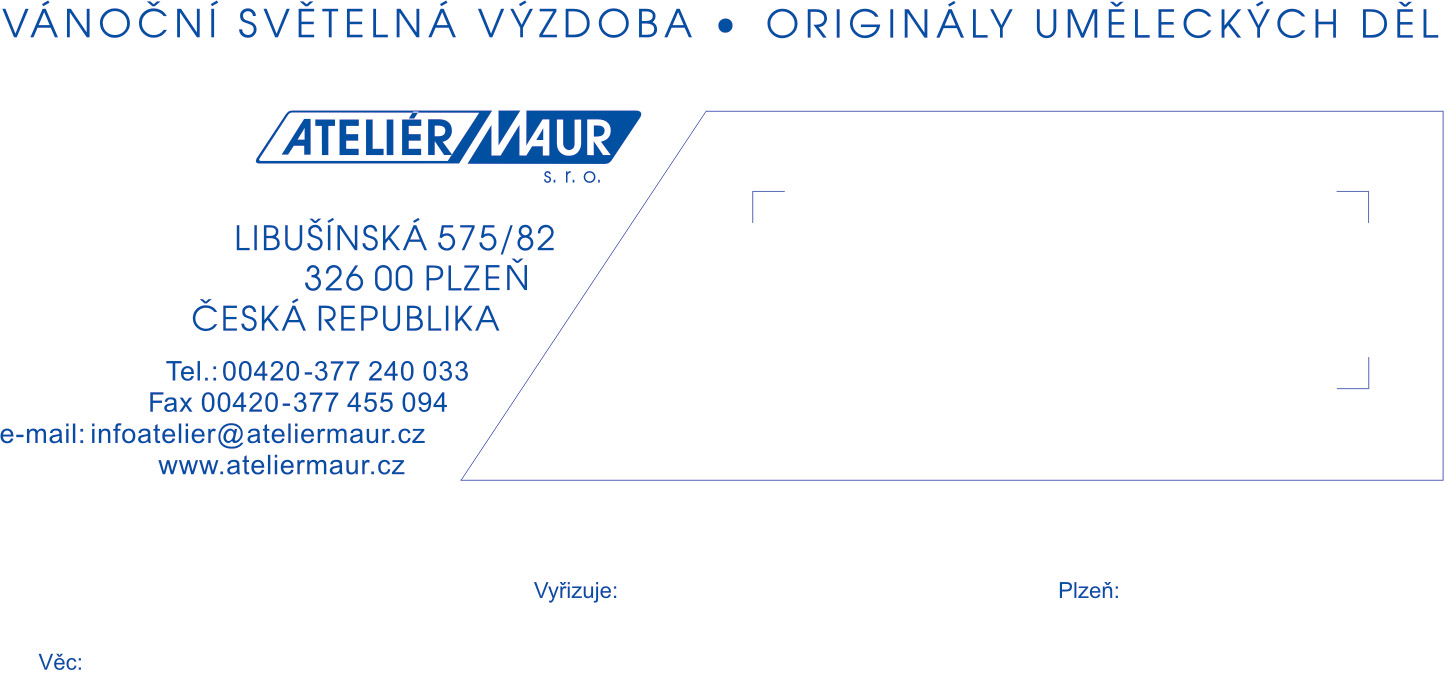 VÁNOČNÍ SVĚTELNÁ VÝZDOBA • ORIGINÁLY UMĚLECKÝCH DĚL
ATELIÉR MAUR
s. r. o.
LIBUŠÍNSKÁ 575/82
326 00 PLZEŇ
ČESKÁ REPUBLIKA
Tel.: 00420-377 240 033
Fax 00420-377 455 094
e-mail: infoatelier@ateliermaur.cz
www.ateliermaur.cz
Vyřizuje: Plzeň:
Věc: